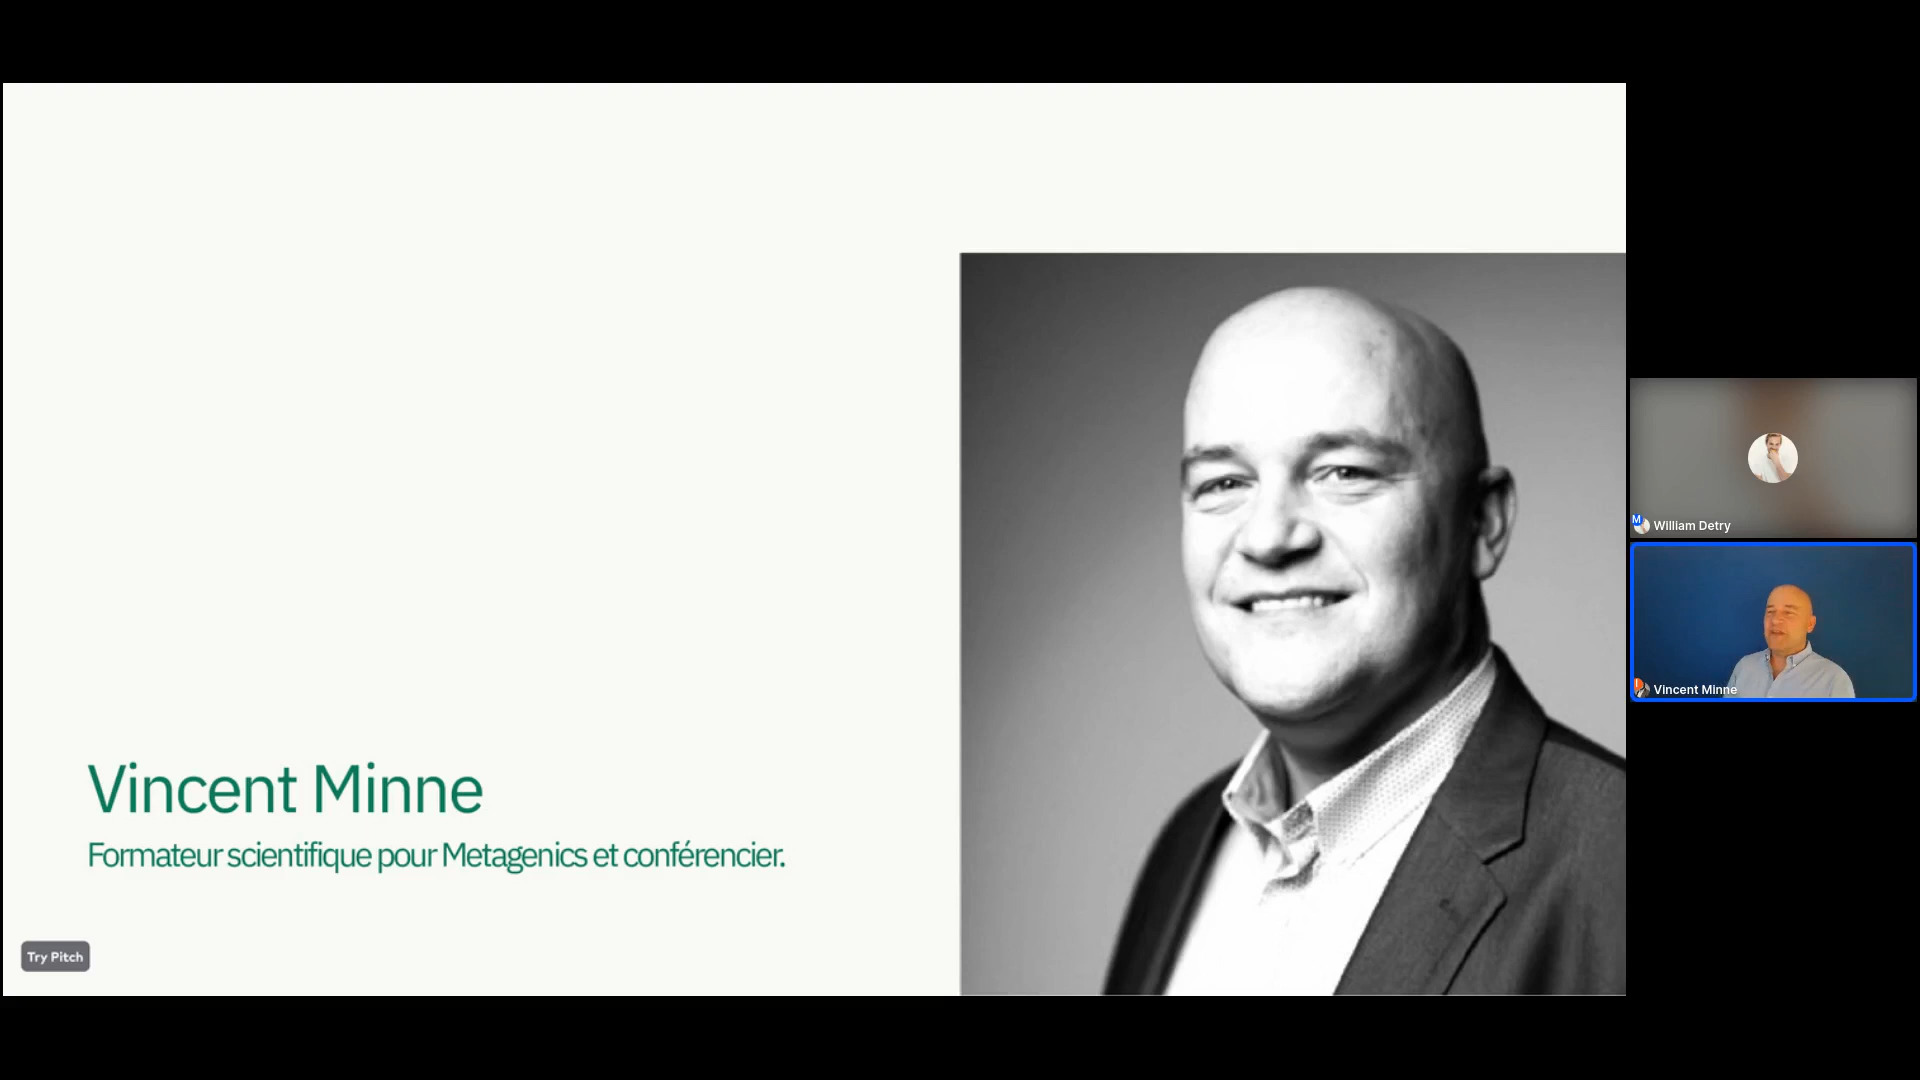 Vincent Minne
Formateur scientifique pour Metagenics et conférencier.
Try Pitch
M
William Detry
Vincent Minne